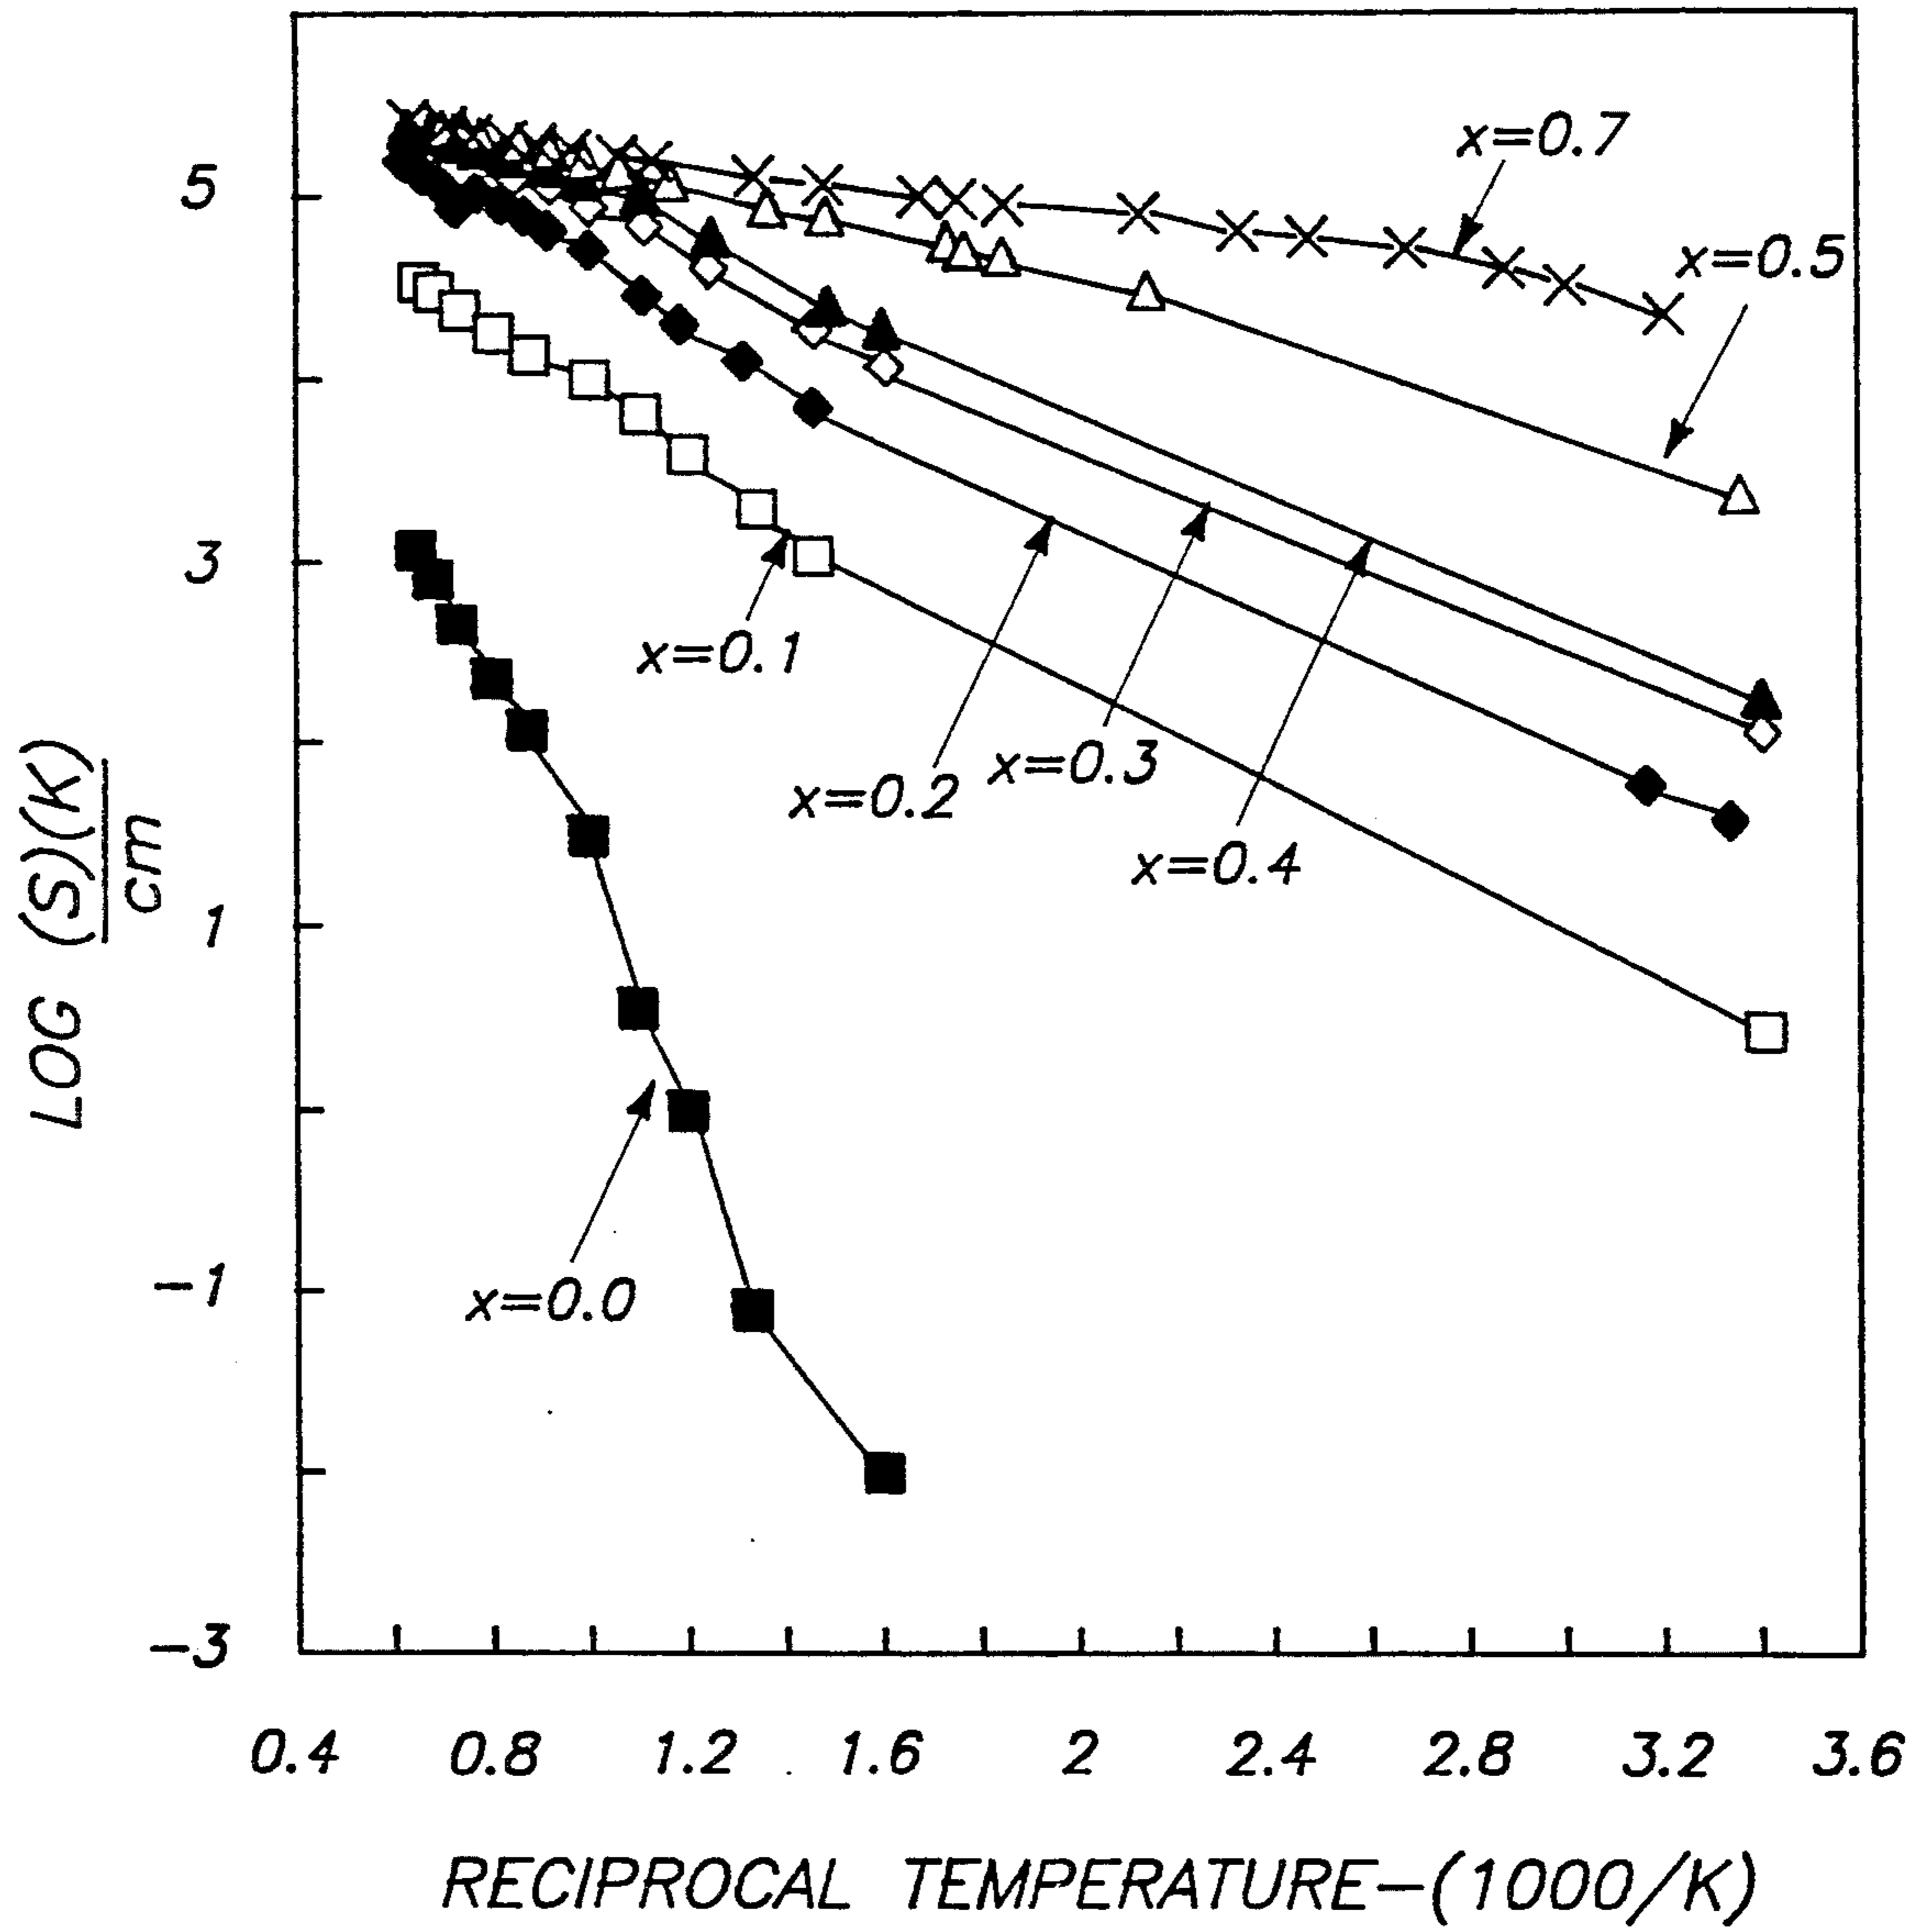 x=0.7
5
x=0.5
3
x=0.1
x=0.3
x=0.2
x=0.4
1
LOG (S)(K)
cm
-1
x=0.0
-3
0.4 0.8 1.2 1.6 2 2.4 2.8 3.2 3.6
RECIPROCAL TEMPERATURE-(1000/K)